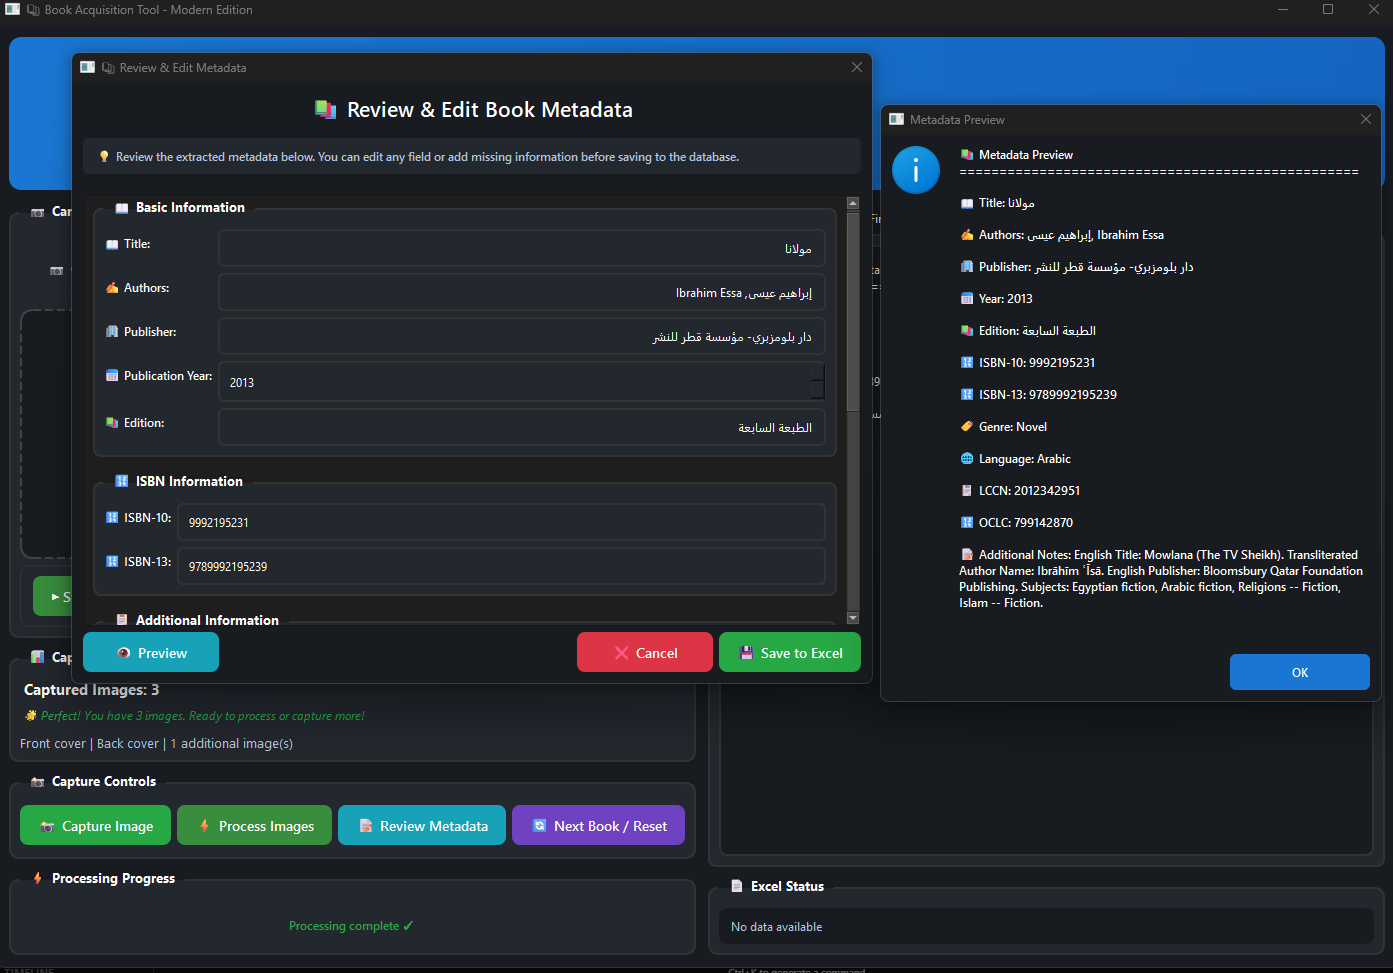 Book Acquisition Tool - Modern Edition
Review & Edit Metadata
Review & Edit Book Metadata
Review the extracted metadata below. You can edit any field or add missing information before saving to the database.
Basic Information
Title:
مولانا
Authors:
إبراهيم عيسى, Ibrahim Essa
Publisher:
دار بلومزبري- مؤسسة قطر للنشر
Publication Year:
2013
Edition:
الطبعة السابعة
ISBN Information
ISBN-10:
9992195231
ISBN-13:
9789992195239
Additional Information
Preview
❌ Cancel
Save to Excel
Metadata Preview
Metadata Preview
==================================================
Title: مولانا
Authors: إبراهيم عيسى, Ibrahim Essa
Publisher: دار بلومزبري- مؤسسة قطر للنشر
Year: 2013
Edition: الطبعة السابعة
ISBN-10: 9992195231
ISBN-13: 9789992195239
Genre: Novel
Language: Arabic
LCCN: 2012342951
OCLC: 799142870
Additional Notes: English Title: Mowlana (The TV Sheikh). Transliterated
Author Name: Ibrāhīm ʿĪsā. English Publisher: Bloomsbury Qatar Foundation
Publishing. Subjects: Egyptian fiction, Arabic fiction, Religions -- Fiction,
Islam -- Fiction.
OK
Captured Images: 3
Perfect! You have 3 images. Ready to process or capture more!
Front cover | Back cover | 1 additional image(s)
Capture Controls
Capture Image
Process Images
Review Metadata
Next Book / Reset
Processing Progress
Processing complete ✓
Excel Status
No data available